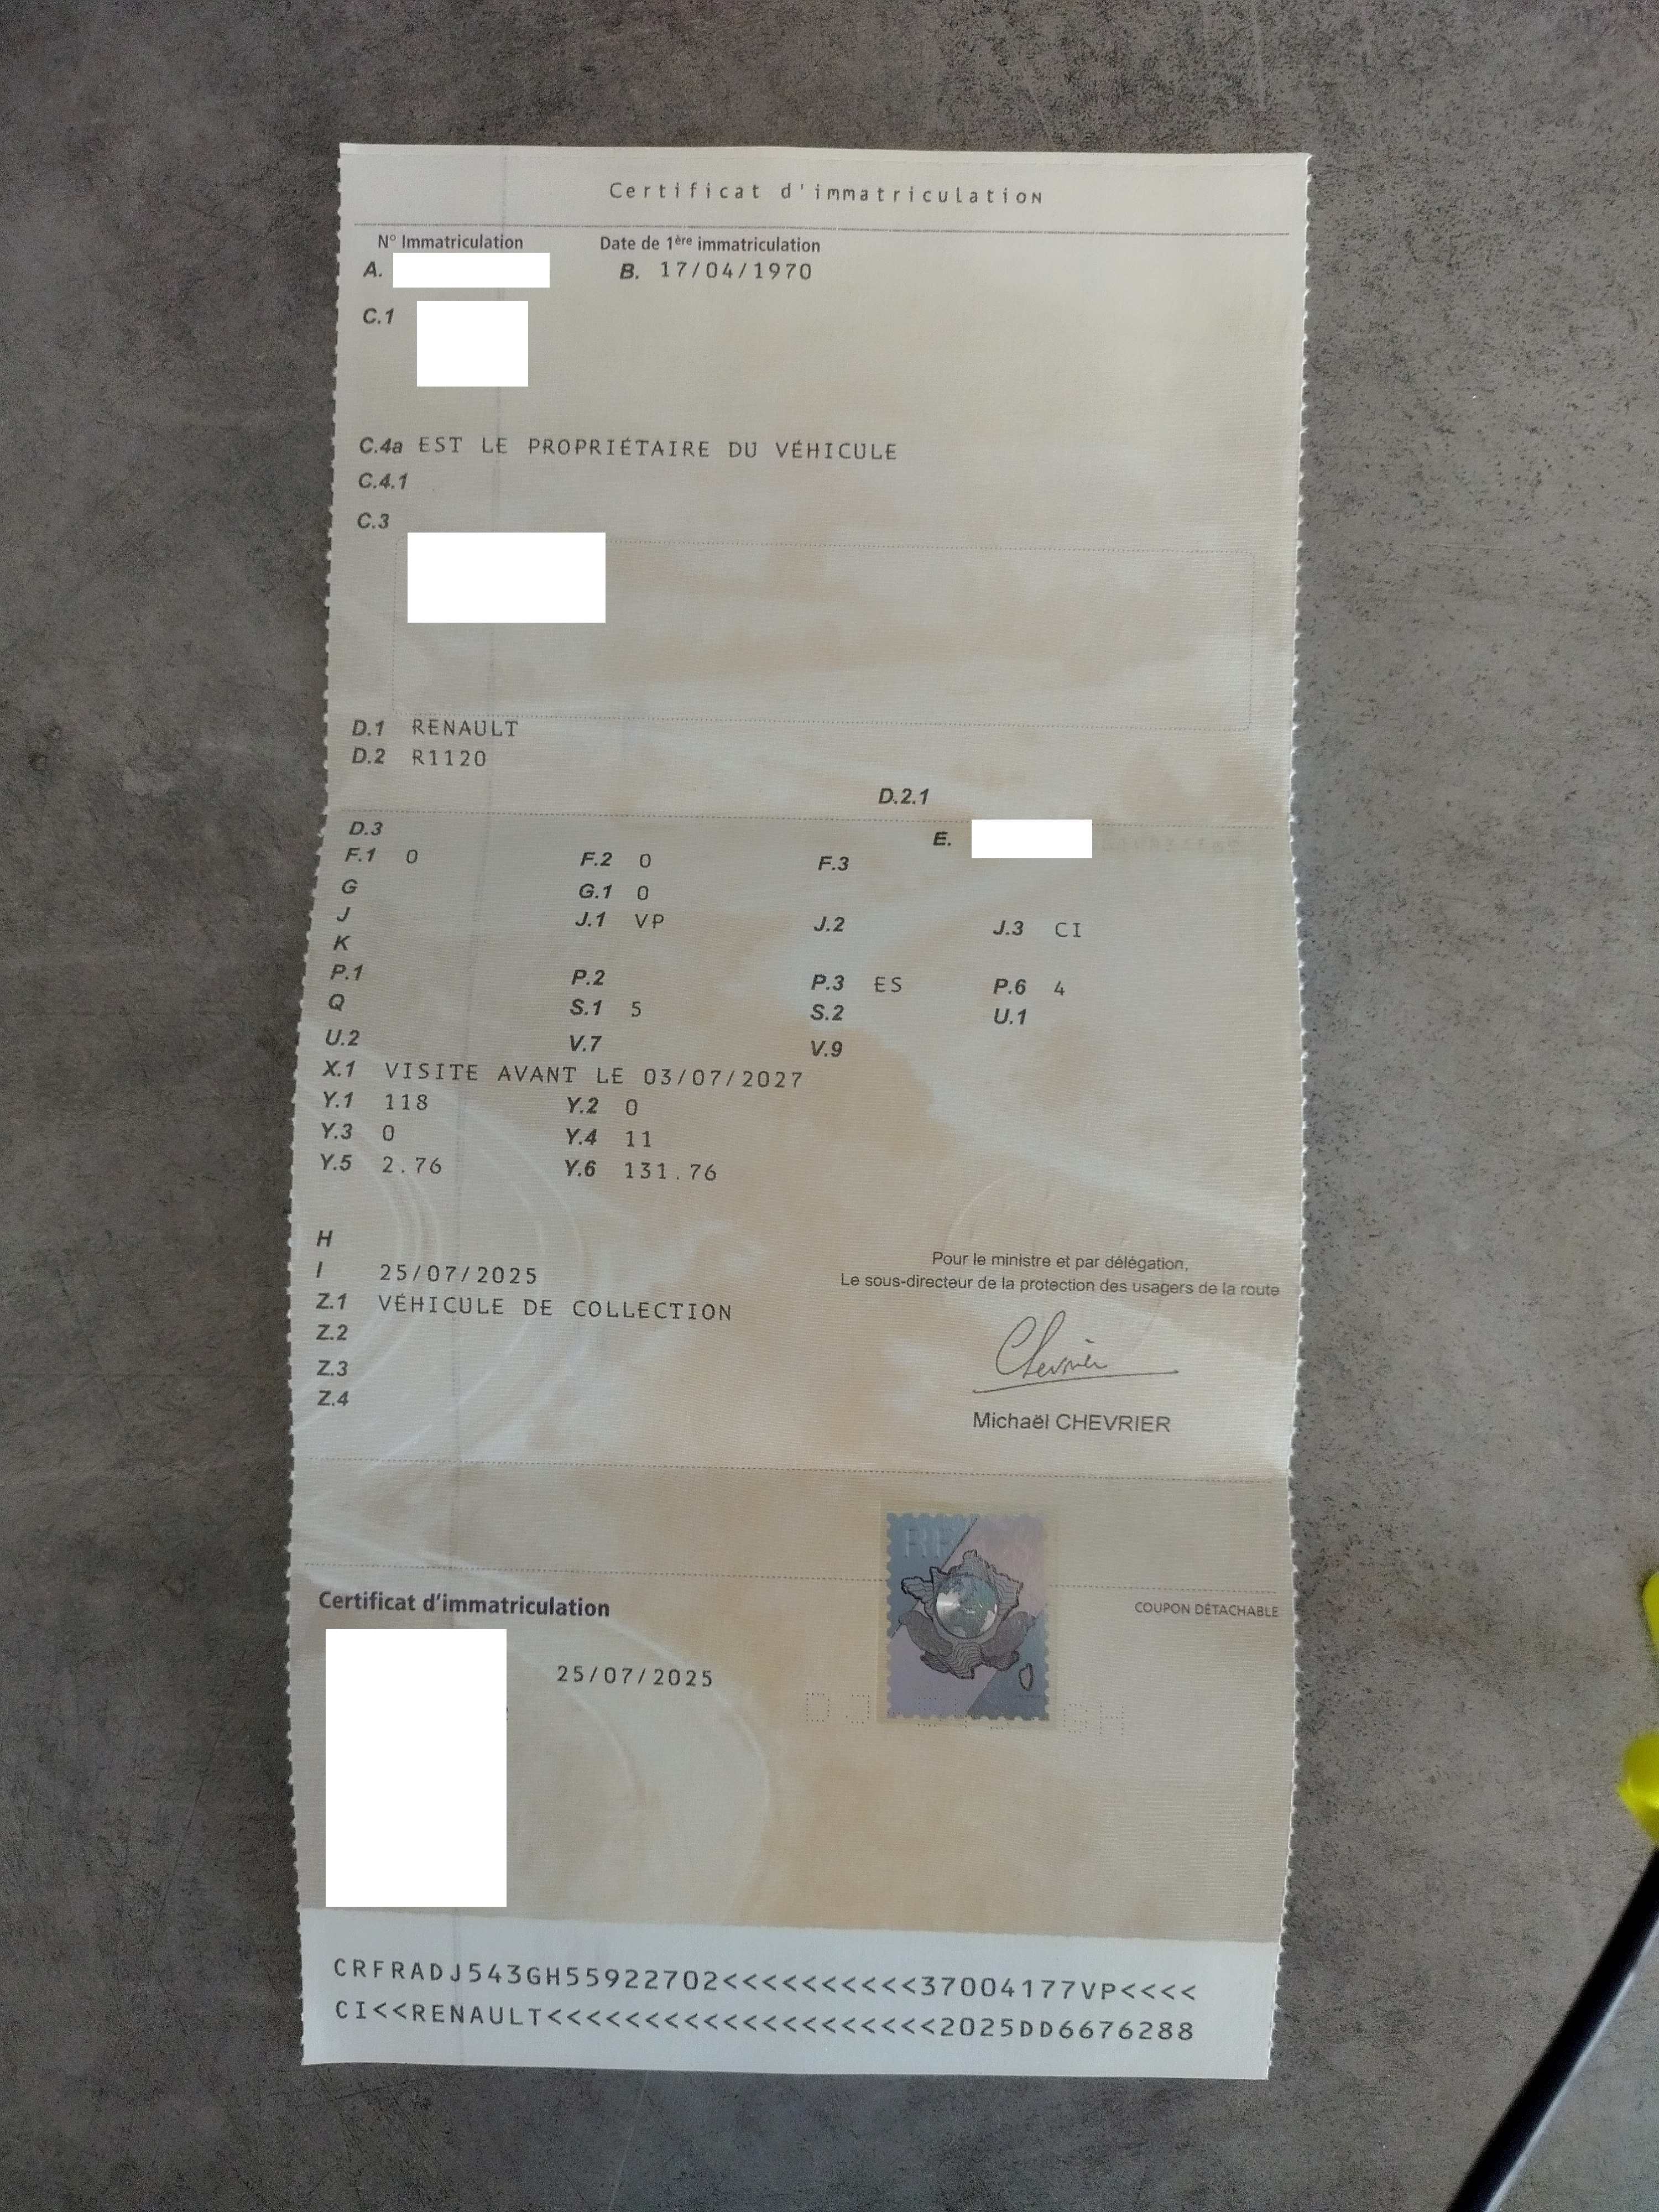 Certificat d'immatriculation
N° Immatriculation Date de 1ère immatriculation
A. B. 17/04/1970
C.1
C.4a EST LE PROPRIÉTAIRE DU VÉHICULE
C.4.1
C.3
D.1 RENAULT
D.2 R1120
D.2.1
D.3 E.
F.1 0 F.2 0 F.3
G G.1 0
J J.1 VP J.2 J.3 CI
K
P.1 P.2 P.3 ES P.6 4
Q S.1 5 S.2 U.1
U.2 V.7 V.9
X.1 VISITE AVANT LE 03/07/2027
Y.1 118 Y.2 0
Y.3 0 Y.4 11
Y.5 2.76 Y.6 131.76
H
I 25/07/2025
Z.1 VÉHICULE DE COLLECTION
Z.2
Z.3
Z.4
Pour le ministre et par délégation,
Le sous-directeur de la protection des usagers de la route
Chevrier
Michaël CHEVRIER
RF
Certificat d'immatriculation
COUPON DÉTACHABLE
25/07/2025
CRFRADJ543GH55922702<<<<<<<<<<37004177VP<<<<
CI<<RENAULT<<<<<<<<<<<<<<<<<<<<2025DD6676288